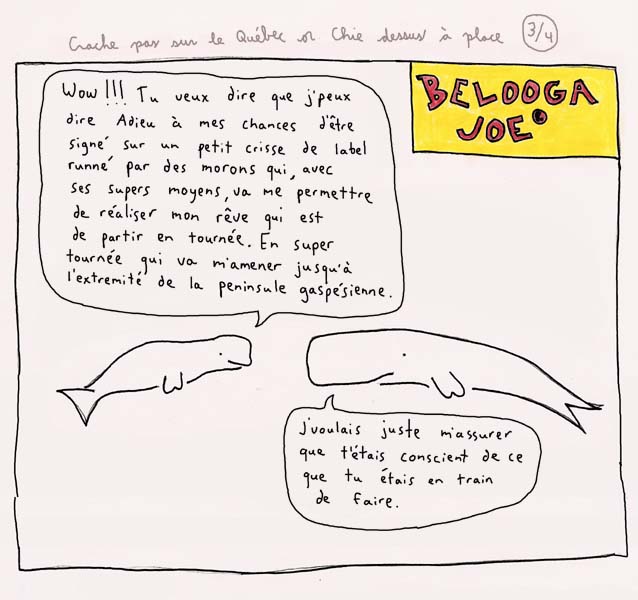 Crache pas sur le Québec or Chie dessus à place 3/4
BELOOGA
JOE
Wow!!! Tu veux dire que j'peux
dire Adieu à mes chances d'être
signé sur un petit crisse de label
runné par des morons qui, avec
ses supers moyens, va me permettre
de réaliser mon rêve qui est
de partir en tournée. En super
tournée qui va m'amener jusqu'à
l'extremité de la peninsule gaspésienne.
j'voulais juste m'assurer
que t'étais conscient de ce
que tu étais en train
de faire.